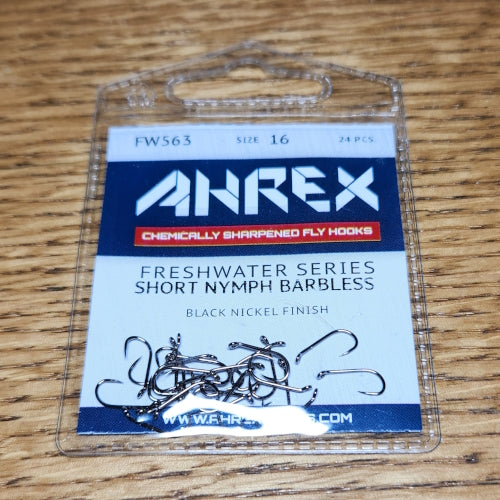 FW563 SIZE 16 24 PCS.
AHREX
CHEMICALLY SHARPENED FLY HOOKS
FRESHWATER SERIES
SHORT NYMPH BARBLESS
BLACK NICKEL FINISH